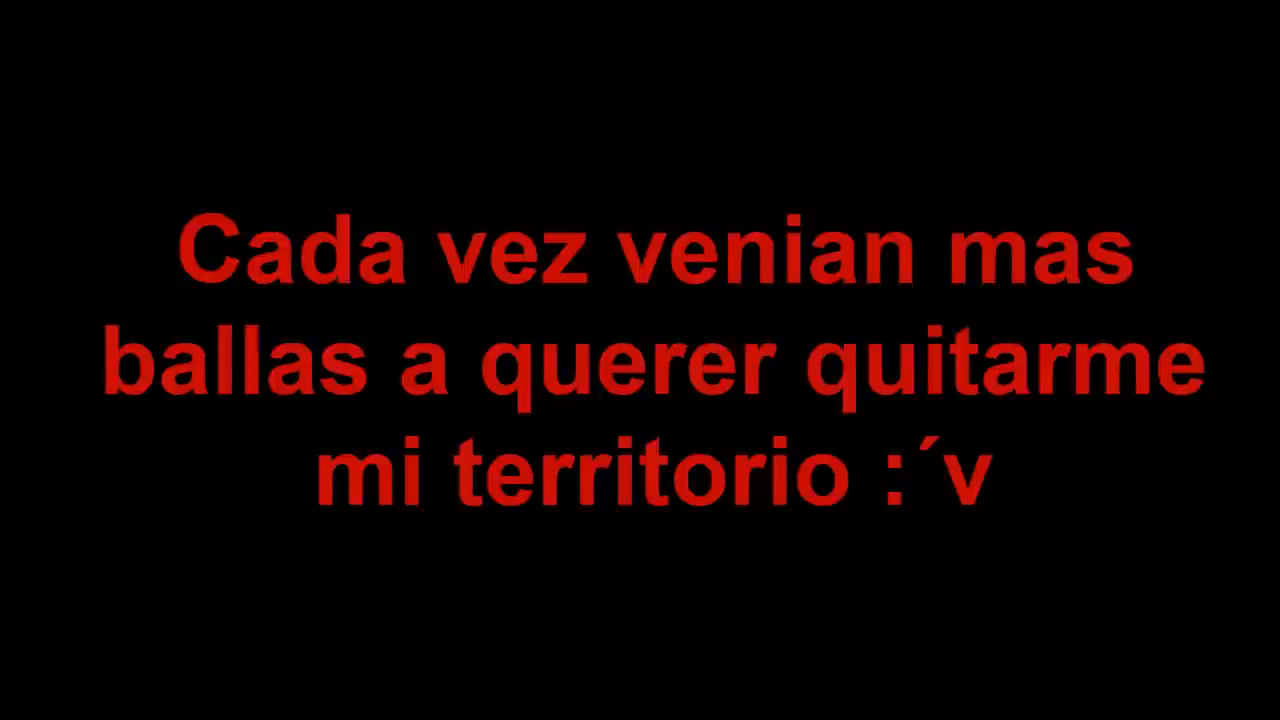 Cada vez venian mas
ballas a querer quitarme
mi territorio :´v